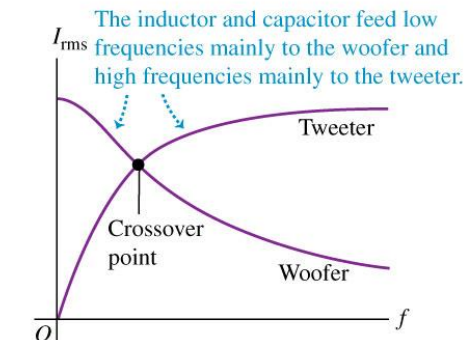 The inductor and capacitor feed low
frequencies mainly to the woofer and
high frequencies mainly to the tweeter.
Irms
Tweeter
Crossover
point
Woofer
f
O